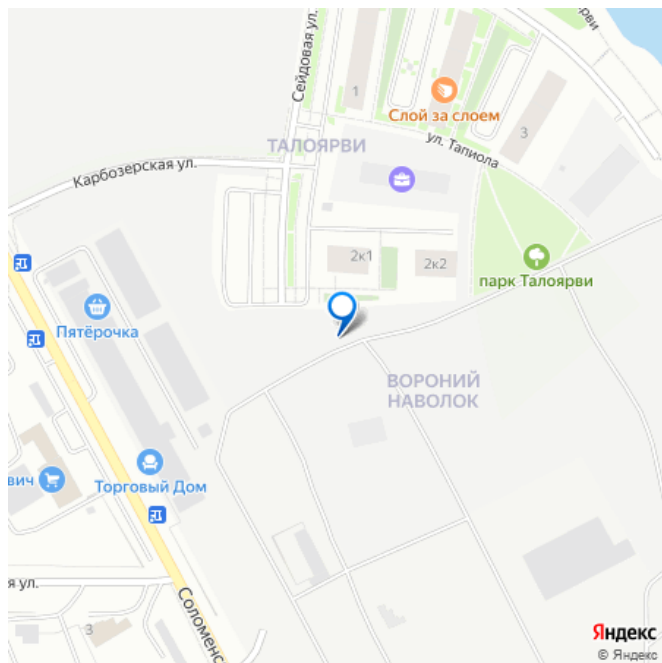 Сейдовая ул.
1
Слой за слоем
3
ТАЛОЯРВИ
ул. Тапиола
Карбозерская ул.
2к1
2к2
парк Талоярви
Пятёрочка
ВОРОНИЙ
НАВОЛОК
вич
Торговый Дом
я ул.
Соломенс
3
Яндекс
© Яндекс